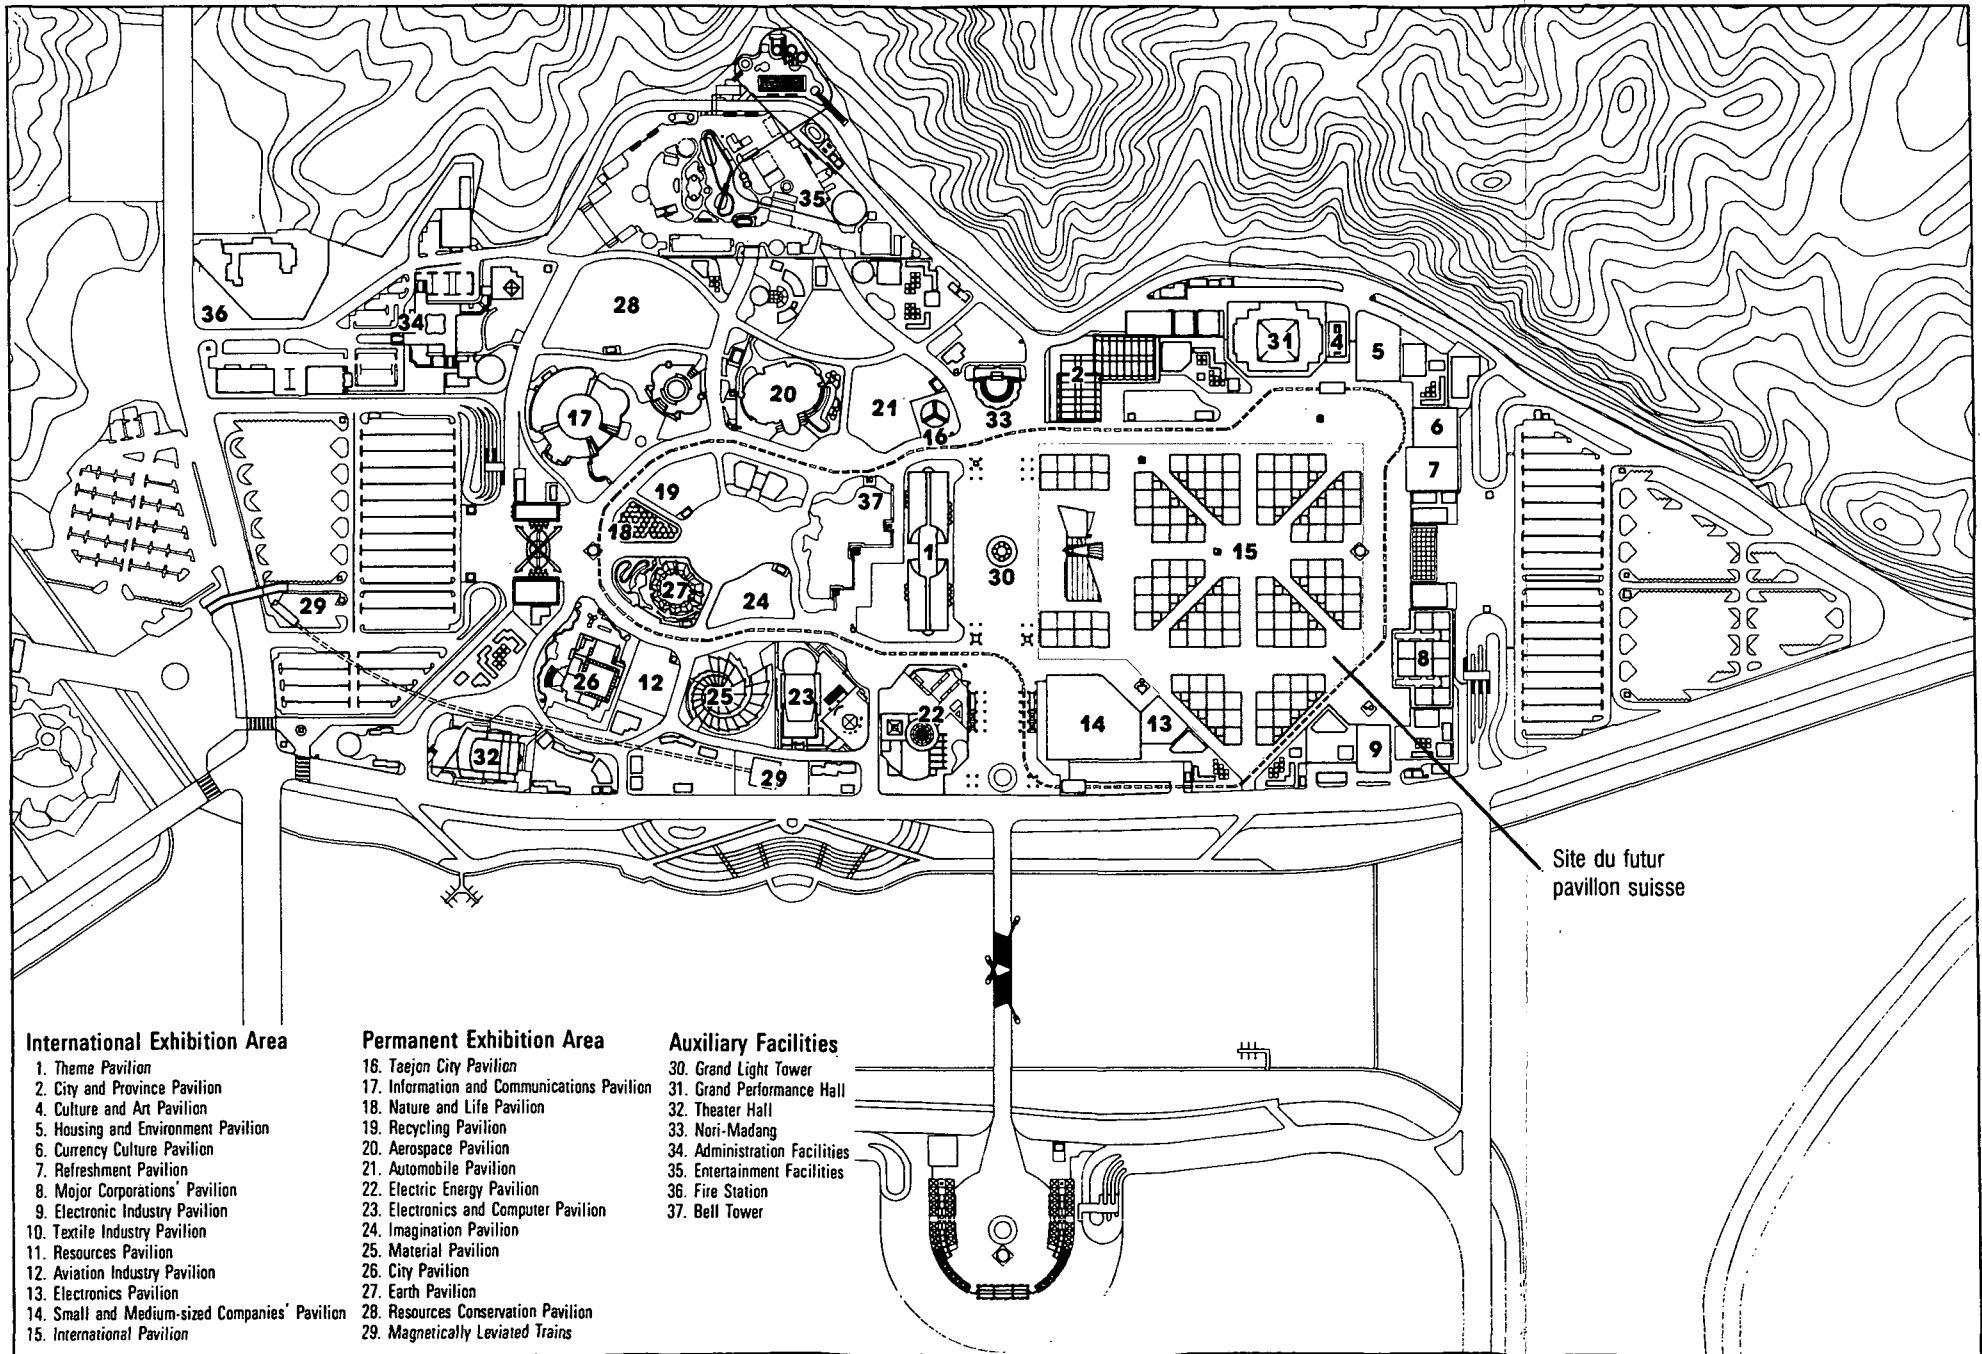 36
34
28
35
17
20
21
16
33
2
31
4
5
6
7
19
18
37
1
30
15
27
24
29
26
12
25
23
22
14
13
8
9
32
29
Site du futur
pavillon suisse
International Exhibition Area
1. Theme Pavilion
2. City and Province Pavilion
4. Culture and Art Pavilion
5. Housing and Environment Pavilion
6. Currency Culture Pavilion
7. Refreshment Pavilion
8. Mojor Corporations' Pavilion
9. Electronic Industry Pavilion
10. Textile Industry Pavilion
11. Resources Pavilion
12. Aviation Industry Pavilion
13. Electronics Pavilion
14. Small and Medium-sized Companies' Pavilion
15. International Pavilion
Permanent Exhibition Area
16. Taejon City Pavilion
17. Information and Communications Pavilion
18. Nature and Life Pavilion
19. Recycling Pavilion
20. Aerospace Pavilion
21. Automobile Pavilion
22. Electric Energy Pavilion
23. Electronics and Computer Pavilion
24. Imagination Pavilion
25. Material Pavilion
26. City Pavilion
27. Earth Pavilion
28. Resources Conservation Pavilion
29. Magnetically Leviated Trains
Auxiliary Facilities
30. Grand Light Tower
31. Grand Performance Hall
32. Theater Hall
33. Nori-Madang
34. Administration Facilities
35. Entertainment Facilities
36. Fire Station
37. Bell Tower